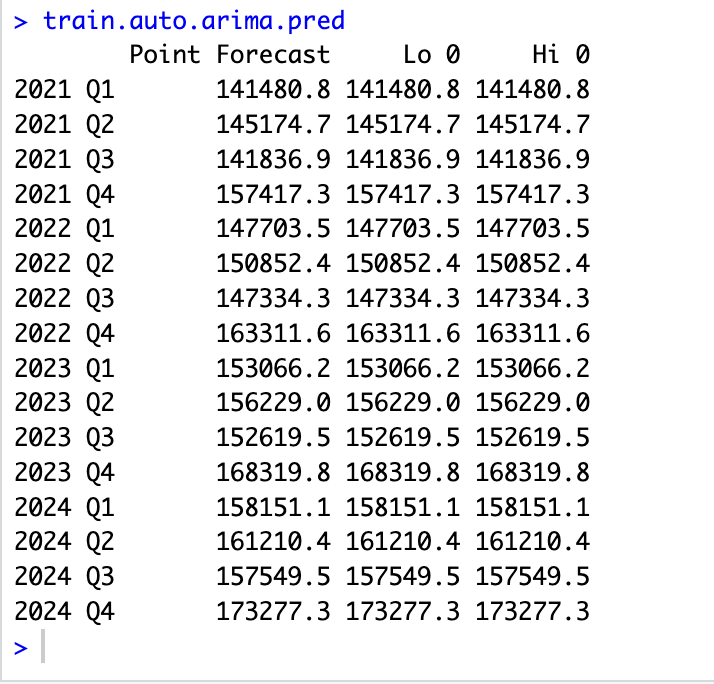 > train.auto.arima.pred
        Point Forecast     Lo 0     Hi 0
2021 Q1       141480.8 141480.8 141480.8
2021 Q2       145174.7 145174.7 145174.7
2021 Q3       141836.9 141836.9 141836.9
2021 Q4       157417.3 157417.3 157417.3
2022 Q1       147703.5 147703.5 147703.5
2022 Q2       150852.4 150852.4 150852.4
2022 Q3       147334.3 147334.3 147334.3
2022 Q4       163311.6 163311.6 163311.6
2023 Q1       153066.2 153066.2 153066.2
2023 Q2       156229.0 156229.0 156229.0
2023 Q3       152619.5 152619.5 152619.5
2023 Q4       168319.8 168319.8 168319.8
2024 Q1       158151.1 158151.1 158151.1
2024 Q2       161210.4 161210.4 161210.4
2024 Q3       157549.5 157549.5 157549.5
2024 Q4       173277.3 173277.3 173277.3
>